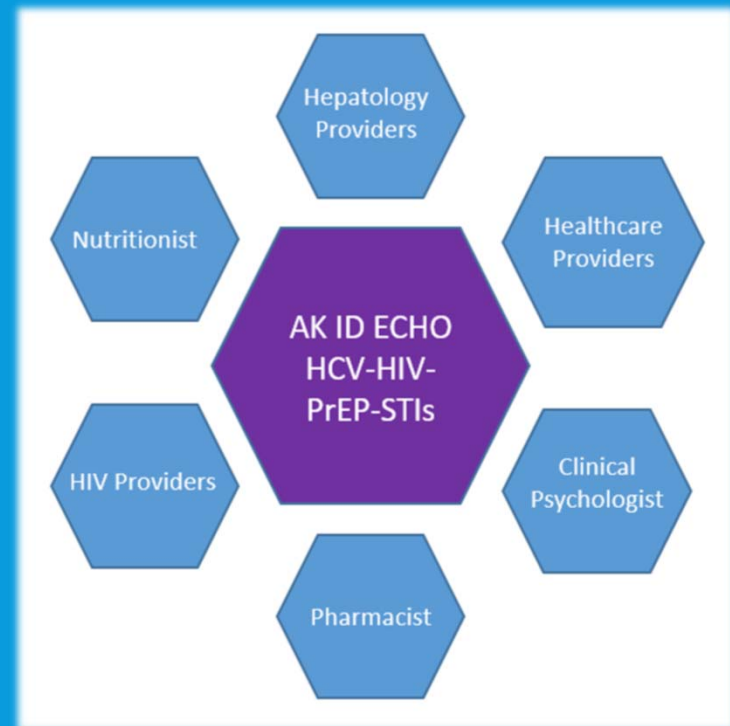 Hepatology
Providers
Nutritionist
Healthcare
Providers
AK ID ECHO
HCV-HIV-
PrEP-STIs
HIV Providers
Clinical
Psychologist
Pharmacist